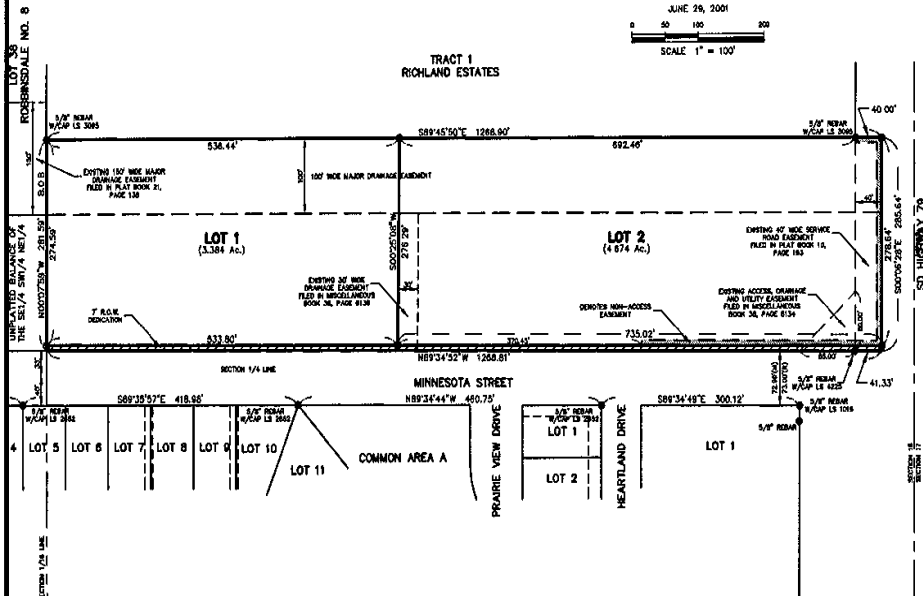 JUNE 29, 2001
0 50 100 200
SCALE 1" = 100'
LOT 38
ROBBINSDALE NO. 8
TRACT 1
RICHLAND ESTATES
5/8" REBAR
W/CAP LS 3095
S89°45'50"E 1268.90'
5/8" REBAR
W/CAP LS 3095
40.00'
538.44'
692.46'
150'
EXISTING 150' WIDE MAJOR
DRAINAGE EASEMENT
FILED IN PLAT BOOK 21,
PAGE 138
100'
100' WIDE MAJOR DRAINAGE EASEMENT
40'
UNPLATTED BALANCE OF
THE SE1/4 SW1/4 NE1/4
N00°07'59"W 281.59'
274.59'
LOT 1
(3.384 Ac.)
S00°25'08"W
276.29'
LOT 2
(4.674 Ac.)
EXISTING 40' WIDE SERVICE
ROAD EASEMENT
FILED IN PLAT BOOK 10,
PAGE 163
278.64'
S00°06'28"E 285.64'
SD HIGHWAY 79
EXISTING 30' WIDE
DRAINAGE EASEMENT
FILED IN MISCELLANEOUS
BOOK 36, PAGE 6139
EXISTING ACCESS, DRAINAGE
AND UTILITY EASEMENT
FILED IN MISCELLANEOUS
BOOK 36, PAGE 6134
DENOTES NON-ACCESS
EASEMENT
7' R.O.W.
DEDICATION
533.80'
735.02'
N89°34'52"W 1268.81'
85.00'
41.33'
SECTION 1/4 LINE
33'
5/8" REBAR
W/CAP LS 4225
MINNESOTA STREET
S89°35'57"E 418.98'
N89°34'44"W 460.75'
S89°34'49"E 300.12'
5/8" REBAR
W/CAP LS 2652
5/8" REBAR
W/CAP LS 2652
5/8" REBAR
5/8" REBAR
W/CAP LS 1019
5/8" REBAR
4
LOT 5
LOT 6
LOT 7
LOT 8
LOT 9
LOT 10
LOT 11
COMMON AREA A
PRAIRIE VIEW DRIVE
LOT 1
LOT 2
HEARTLAND DRIVE
LOT 1
SECTION 16
SECTION 17
SECTION 1/16 LINE